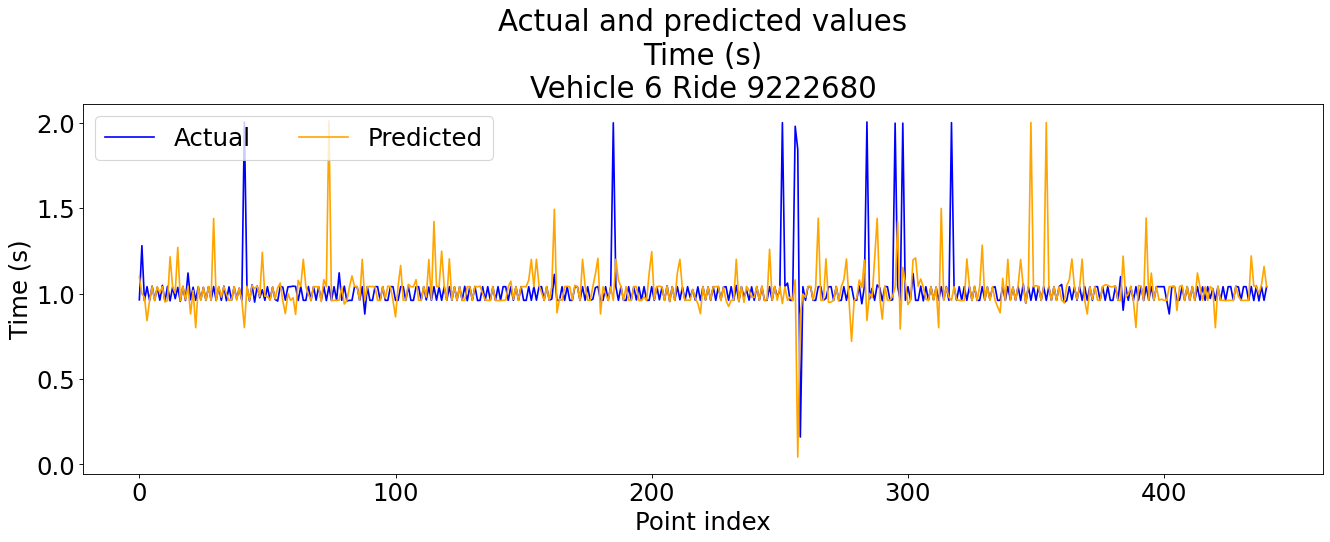 Actual and predicted values
Time (s)
Vehicle 6 Ride 9222680
Actual
Predicted
2.0
1.5
1.0
0.5
0.0
Time (s)
0
100
200
300
400
Point index